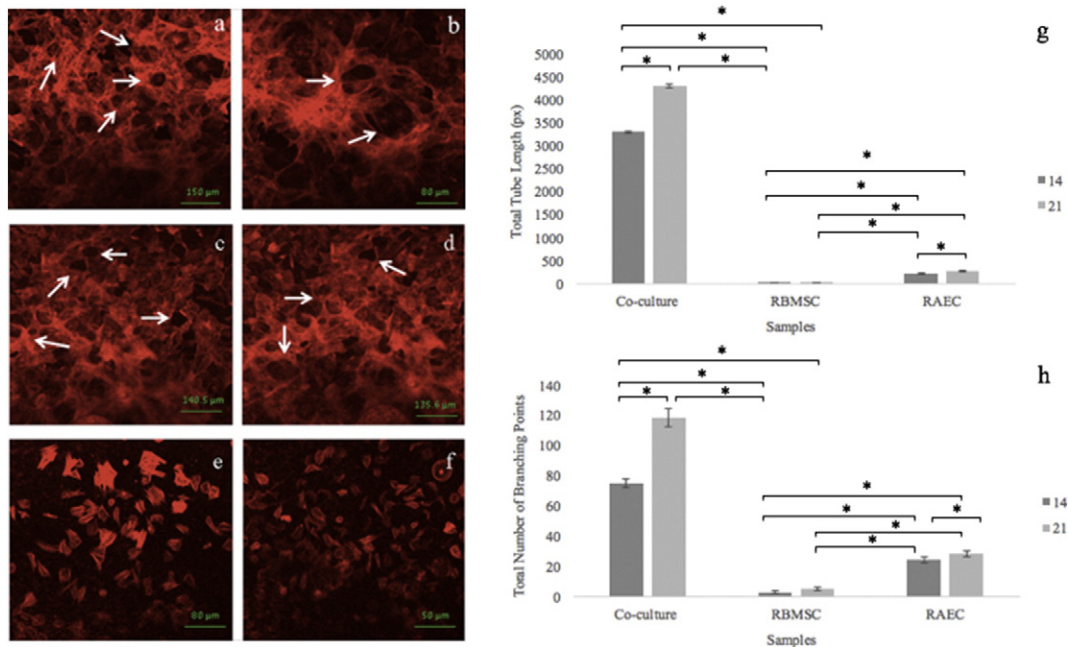 a
150 µm
b
80 µm
c
140.5 µm
d
135.6 µm
e
80 µm
f
50 µm
g
* * * * * * * * *
Total Tube Length (px)
5000
4500
4000
3500
3000
2500
2000
1500
1000
500
0
Co-culture RBMSC RAEC
Samples
14
21
h
* * * * * * * * *
Total Number of Branching Points
140
120
100
80
60
40
20
0
Co-culture RBMSC RAEC
Samples
14
21